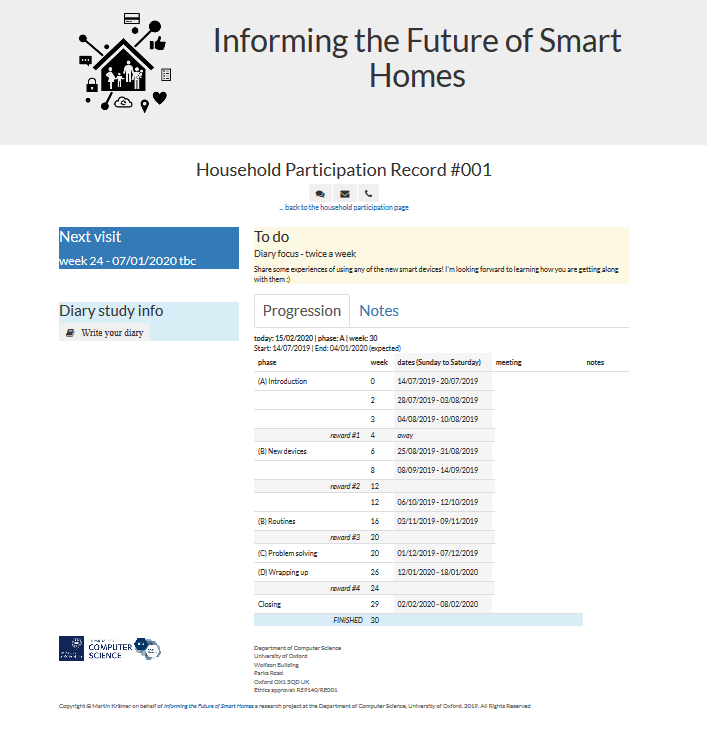 Informing the Future of Smart
Homes
Household Participation Record #001
... back to the household participation page
Next visit
week 24 - 07/01/2020 tbc
Diary study info
Write your diary
To do
Diary focus - twice a week
Share some experiences of using any of the new smart devices! I'm looking forward to learning how you are getting along
with them :)
Progression Notes
today: 15/02/2020 | phase: A | week: 30
Start: 14/07/2019 | End: 04/01/2020 (expected)
phase week dates (Sunday to Saturday) meeting notes
(A) Introduction 0 14/07/2019 - 20/07/2019
2 28/07/2019 - 03/08/2019
3 04/08/2019 - 10/08/2019
reward #1 4 away
(B) New devices 6 25/08/2019 - 31/08/2019
8 08/09/2019 - 14/09/2019
reward #2 12
12 06/10/2019 - 12/10/2019
(B) Routines 16 03/11/2019 - 09/11/2019
reward #3 20
(C) Problem solving 20 01/12/2019 - 07/12/2019
(D) Wrapping up 26 12/01/2020 - 18/01/2020
reward #4 24
Closing 29 02/02/2020 - 08/02/2020
FINISHED 30
COMPUTER
SCIENCE
Department of Computer Science
University of Oxford
Wolfson Building
Parks Road
Oxford OX1 3QD UK
Ethics approval: R59140/RE001
Copyright © Martin Krämer on behalf of Informing the Future of Smart Homes a research project at the Department of Computer Science, University of Oxford. 2019. All Rights Reserved